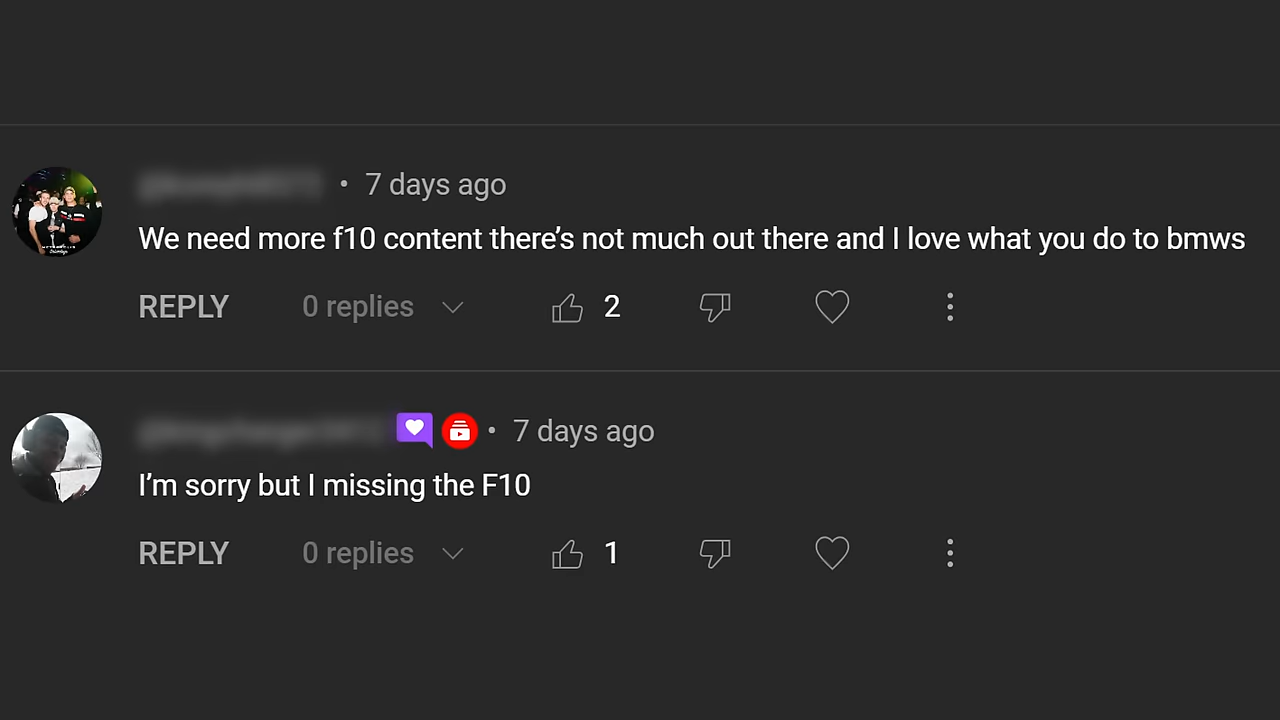 • 7 days ago
We need more f10 content there’s not much out there and I love what you do to bmws
REPLY 0 replies 2
• 7 days ago
I’m sorry but I missing the F10
REPLY 0 replies 1